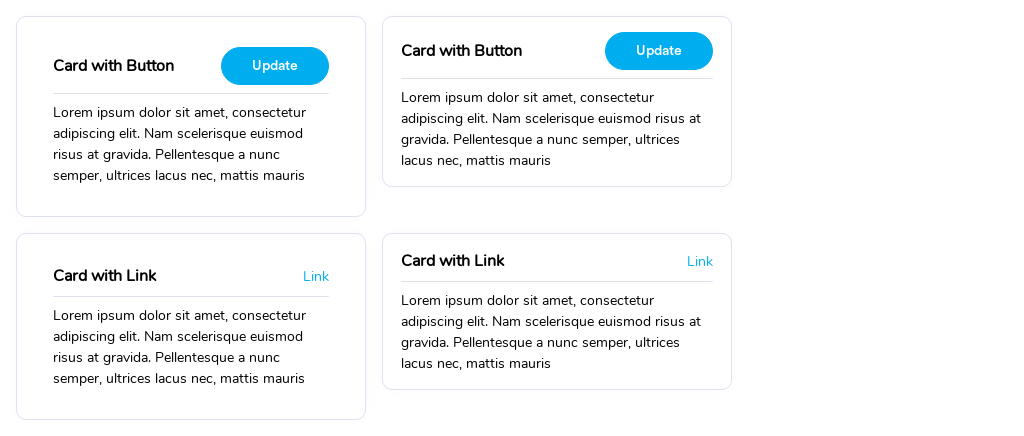 Card with Button
Update
Lorem ipsum dolor sit amet, consectetur
adipiscing elit. Nam scelerisque euismod
risus at gravida. Pellentesque a nunc
semper, ultrices lacus nec, mattis mauris
Card with Button
Update
Lorem ipsum dolor sit amet, consectetur
adipiscing elit. Nam scelerisque euismod risus at
gravida. Pellentesque a nunc semper, ultrices
lacus nec, mattis mauris
Card with Link
Link
Lorem ipsum dolor sit amet, consectetur
adipiscing elit. Nam scelerisque euismod
risus at gravida. Pellentesque a nunc
semper, ultrices lacus nec, mattis mauris
Card with Link
Link
Lorem ipsum dolor sit amet, consectetur
adipiscing elit. Nam scelerisque euismod risus at
gravida. Pellentesque a nunc semper, ultrices
lacus nec, mattis mauris